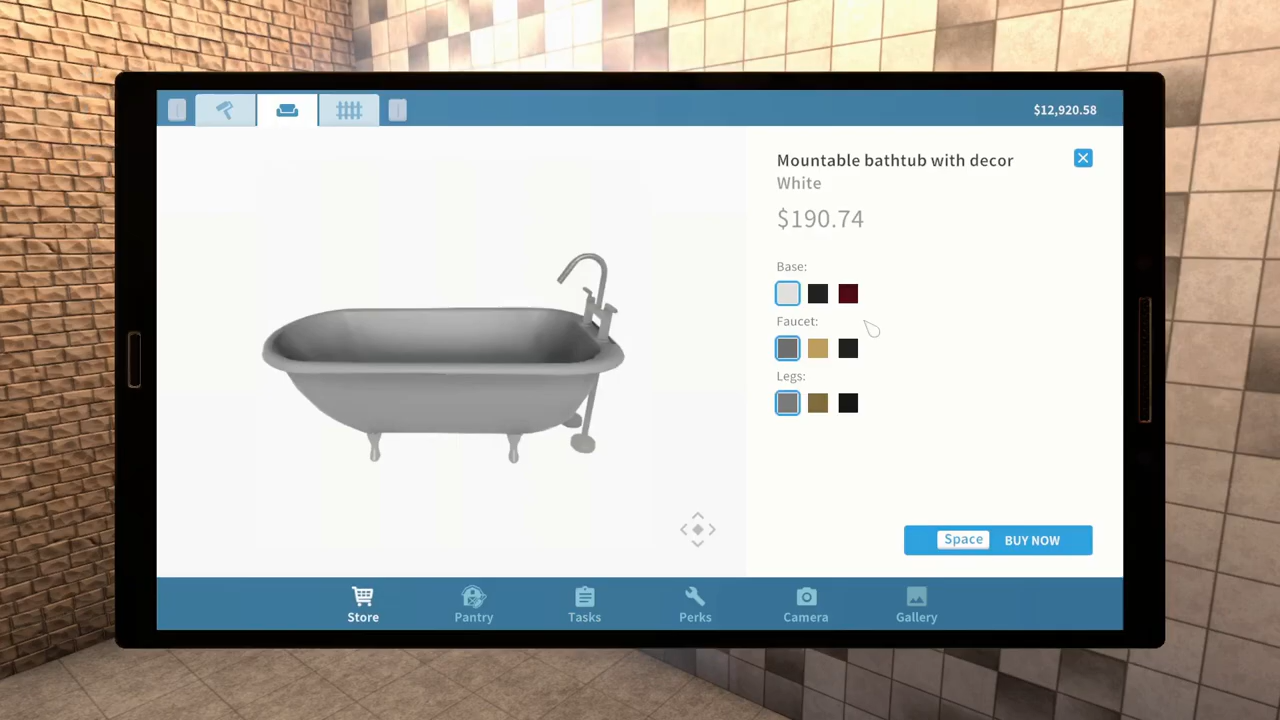 $12,920.58
Mountable bathtub with decor
White
$190.74
Base:
Faucet:
Legs:
Space BUY NOW
Store Pantry Tasks Perks Camera Gallery